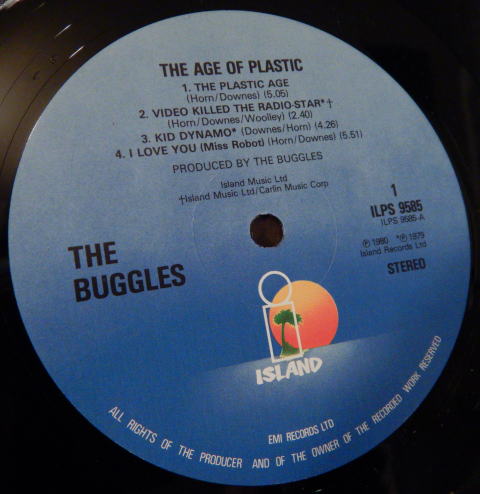 THE AGE OF PLASTIC
1. THE PLASTIC AGE
(Horn/Downes) (5.05)
2. VIDEO KILLED THE RADIO-STAR*†
(Horn/Downes/Woolley) (2.40)
3. KID DYNAMO* (Downes/Horn) (4.26)
4. I LOVE YOU (Miss Robot) (Horn/Downes) (5.51)
PRODUCED BY THE BUGGLES
Island Music Ltd
†Island Music Ltd/Carlin Music Corp
1
ILPS 9585
ILPS 9585-A
℗ 1980 *℗ 1979
Island Records Ltd
STEREO
THE
BUGGLES
ISLAND
EMI RECORDS LTD
ALL RIGHTS OF THE PRODUCER AND OF THE OWNER OF THE RECORDED WORK RESERVED